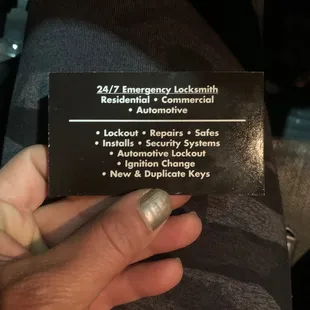 24/7 Emergency Locksmith
Residential • Commercial
• Automotive
• Lockout • Repairs • Safes
• Installs • Security Systems
• Automotive Lockout
• Ignition Change
• New & Duplicate Keys